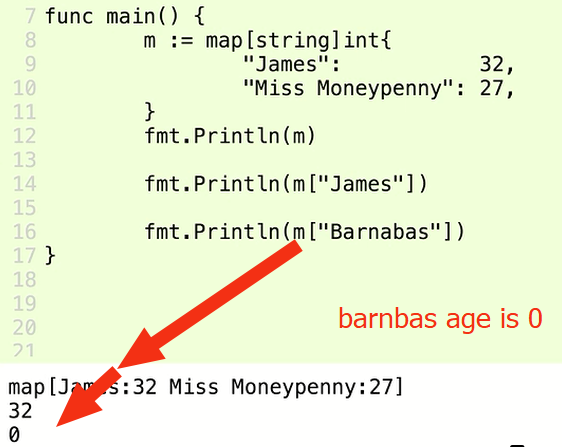 7 func main() {
8 m := map[string]int{
9 "James": 32,
10 "Miss Moneypenny": 27,
11 }
12 fmt.Println(m)
13
14 fmt.Println(m["James"])
15
16 fmt.Println(m["Barnabas"])
17 }
18
19
barnbas age is 0
20
21
map[James:32 Miss Moneypenny:27]
32
0